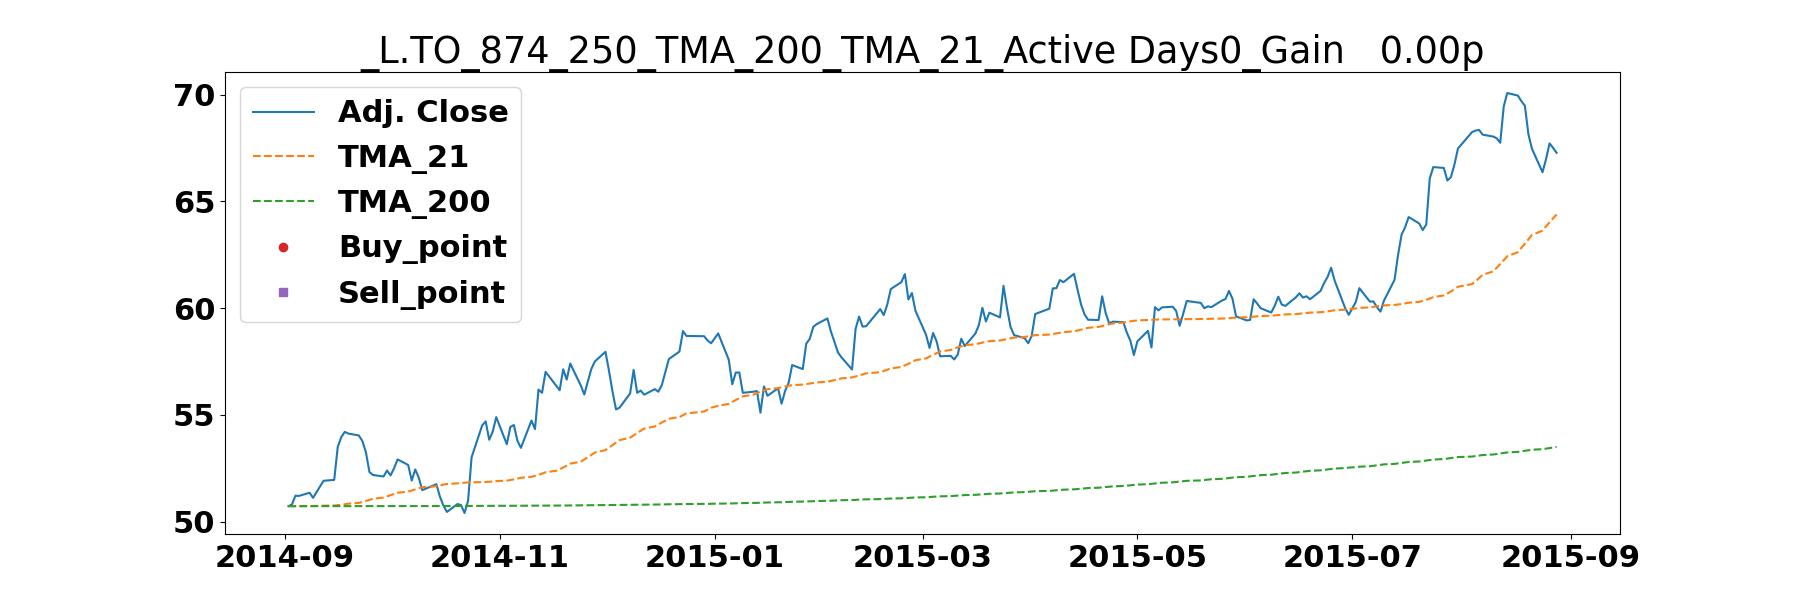 _L.TO_874_250_TMA_200_TMA_21_Active Days0_Gain   0.00p
70
65
60
55
50
Adj. Close
TMA_21
TMA_200
Buy_point
Sell_point
2014-09 2014-11 2015-01 2015-03 2015-05 2015-07 2015-09